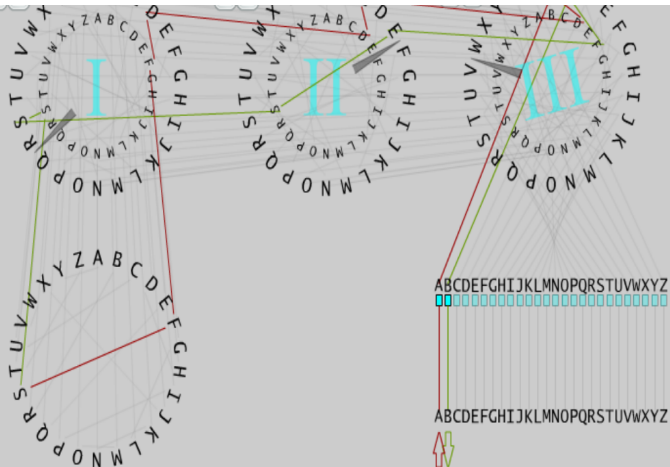 D E F G H I J K L M N O P Q R S T U V W X
A B C D E F G H I J K L M N O P Q R S T U V W X Y Z
I
E F G H I J K L M N O P Q R S T U V W X
A B C D E F G H I J K L M N O P Q R S T U V W X Y Z
II
F G H I J K L M N O P Q R S T U V W X
A B C D E F G H I J K L M N O P Q R S T U V W X Y Z
III
A B C D E F G H I J K L M N O P Q R S T U V W X Y Z
ABCDEFGHIJKLMNOPQRSTUVWXYZ
ABCDEFGHIJKLMNOPQRSTUVWXYZ